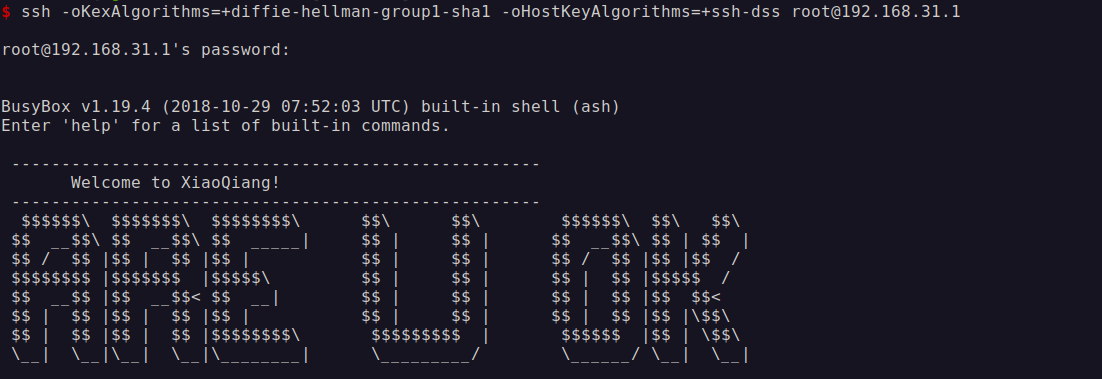 $ ssh -oKexAlgorithms=+diffie-hellman-group1-sha1 -oHostKeyAlgorithms=+ssh-dss root@192.168.31.1
root@192.168.31.1's password:
BusyBox v1.19.4 (2018-10-29 07:52:03 UTC) built-in shell (ash)
Enter 'help' for a list of built-in commands.
 -----------------------------------------------------
       Welcome to XiaoQiang!
 -----------------------------------------------------
  $$$$$$\  $$$$$$$\  $$$$$$$$\      $$\      $$\        $$$$$$\  $$\   $$\
 $$  __$$\ $$  __$$\ $$  _____|     $$ |     $$ |      $$  __$$\ $$ | $$  |
 $$ /  $$ |$$ |  $$ |$$ |           $$ |     $$ |      $$ /  $$ |$$ |$$  /
 $$$$$$$$ |$$$$$$$  |$$$$$\         $$ |     $$ |      $$ |  $$ |$$$$$  /
 $$  __$$ |$$  __$$< $$  __|        $$ |     $$ |      $$ |  $$ |$$  $$<
 $$ |  $$ |$$ |  $$ |$$ |           $$ |     $$ |      $$ |  $$ |$$ |\$$\
 $$ |  $$ |$$ |  $$ |$$$$$$$$\       $$$$$$$$$  |       $$$$$$  |$$ | \$$\
 \__|  \__|\__|  \__|\________|      \_________/        \______/ \__|  \__|